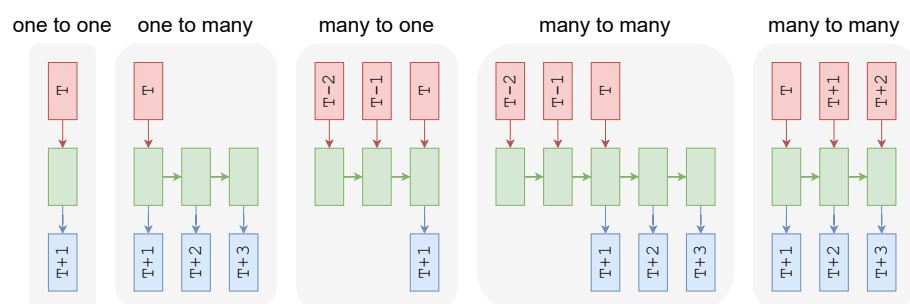 one to one
one to many
many to one
many to many
many to many
T
T
T-2
T-1
T
T-2
T-1
T
T
T+1
T+2
T+1
T+1
T+2
T+3
T+1
T+1
T+2
T+3
T+1
T+2
T+3